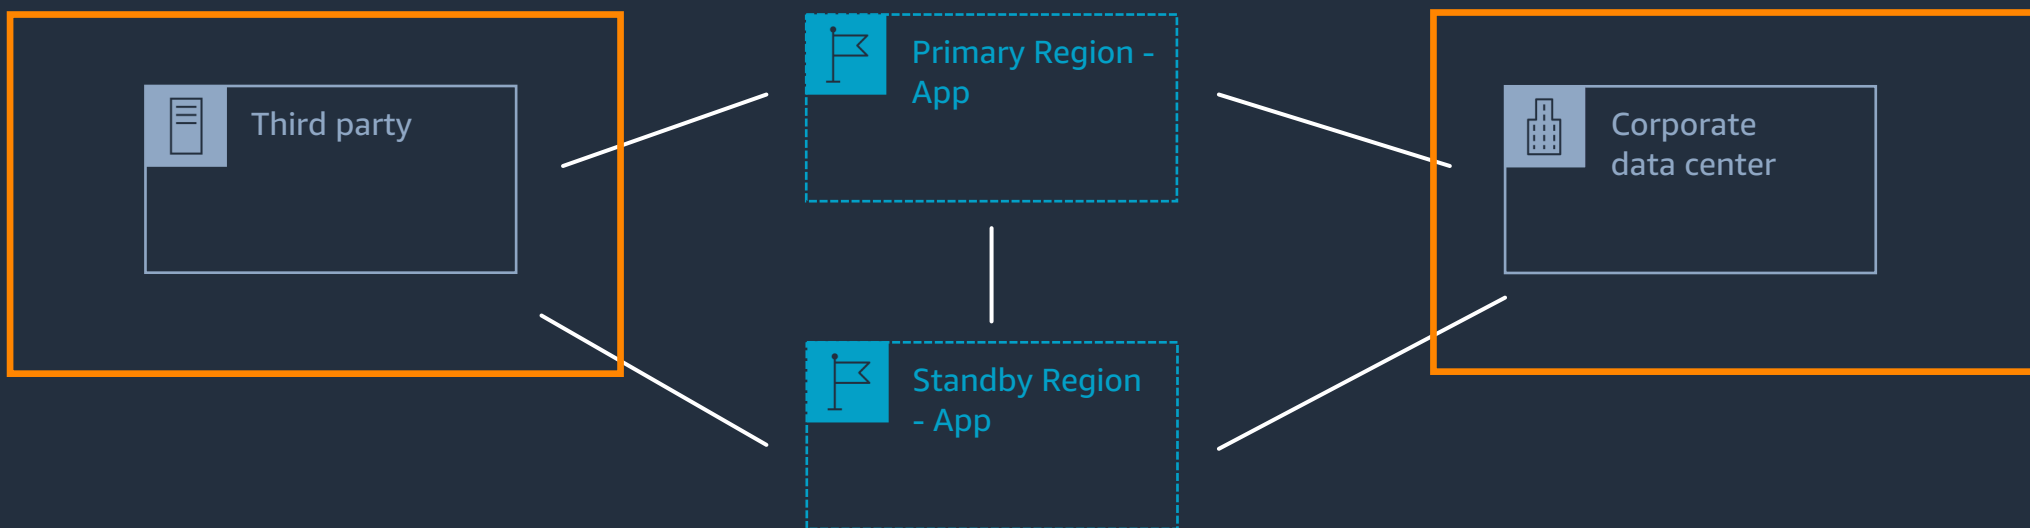 Third party
Primary Region -
App
Corporate
data center
Standby Region
- App